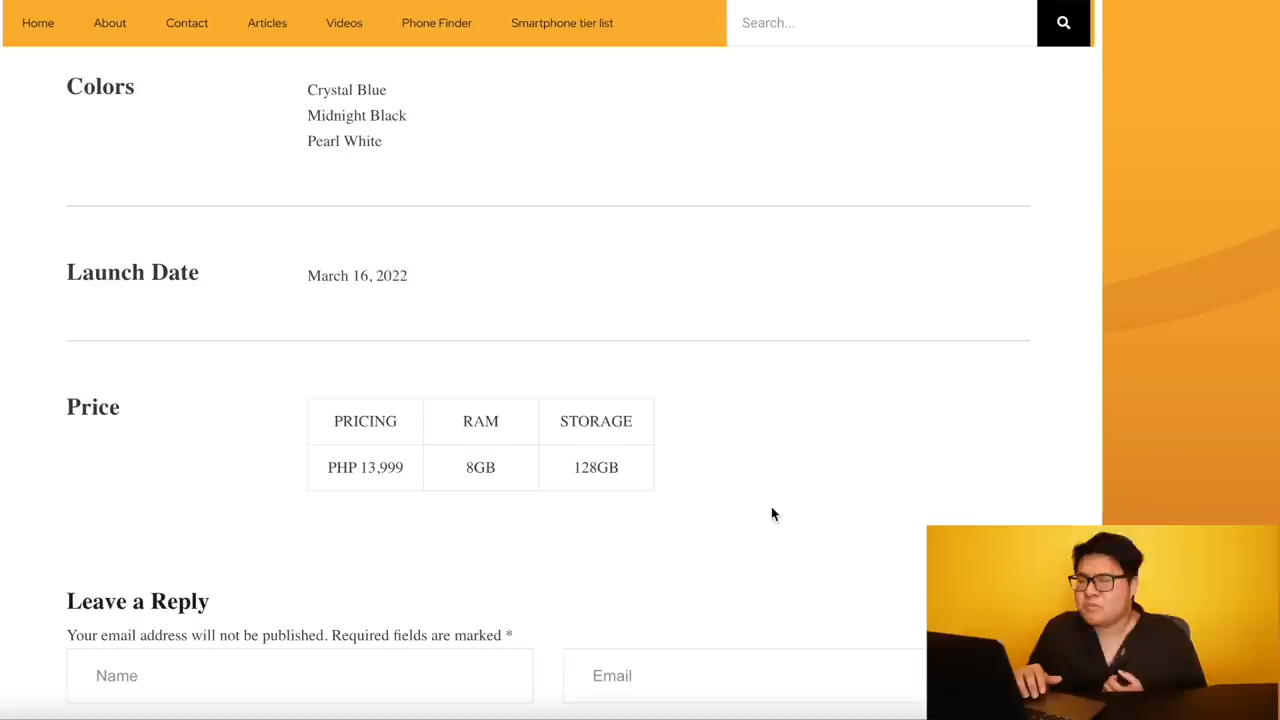 Home About Contact Articles Videos Phone Finder Smartphone tier list Search...
Colors
Crystal Blue
Midnight Black
Pearl White
Launch Date
March 16, 2022
Price
PRICING RAM STORAGE
PHP 13,999 8GB 128GB
Leave a Reply
Your email address will not be published. Required fields are marked *
Name Email